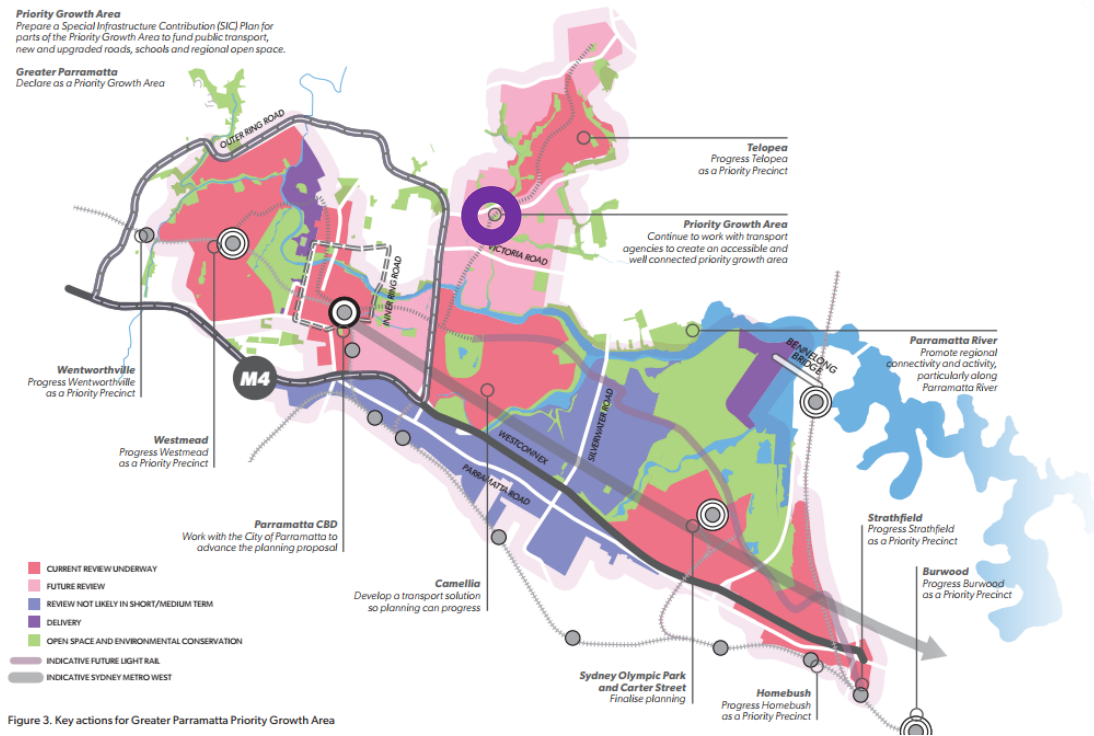 Priority Growth Area
Prepare a Special Infrastructure Contribution (SIC) Plan for
parts of the Priority Growth Area to fund public transport,
new and upgraded roads, schools and regional open space.
Greater Parramatta
Declare as a Priority Growth Area
OUTER RING ROAD
Telopea
Progress Telopea
as a Priority Precinct
Priority Growth Area
Continue to work with transport
agencies to create an accessible and
well connected priority growth area
VICTORIA ROAD
INNER RING ROAD
Parramatta River
Promote regional
connectivity and activity,
particularly along
Parramatta River
BENNELONG
BRIDGE
Wentworthville
Progress Wentworthville
as a Priority Precinct
M4
SILVERWATER ROAD
WESTCONNEX
PARRAMATTA ROAD
Westmead
Progress Westmead
as a Priority Precinct
Parramatta CBD
Work with the City of Parramatta to
advance the planning proposal
Strathfield
Progress Strathfield
as a Priority Precinct
Camellia
Develop a transport solution
so planning can progress
Burwood
Progress Burwood
as a Priority Precinct
CURRENT REVIEW UNDERWAY
FUTURE REVIEW
REVIEW NOT LIKELY IN SHORT/MEDIUM TERM
DELIVERY
OPEN SPACE AND ENVIRONMENTAL CONSERVATION
INDICATIVE FUTURE LIGHT RAIL
INDICATIVE SYDNEY METRO WEST
Sydney Olympic Park
and Carter Street
Finalise planning
Homebush
Progress Homebush
as a Priority Precinct
Figure 3. Key actions for Greater Parramatta Priority Growth Area